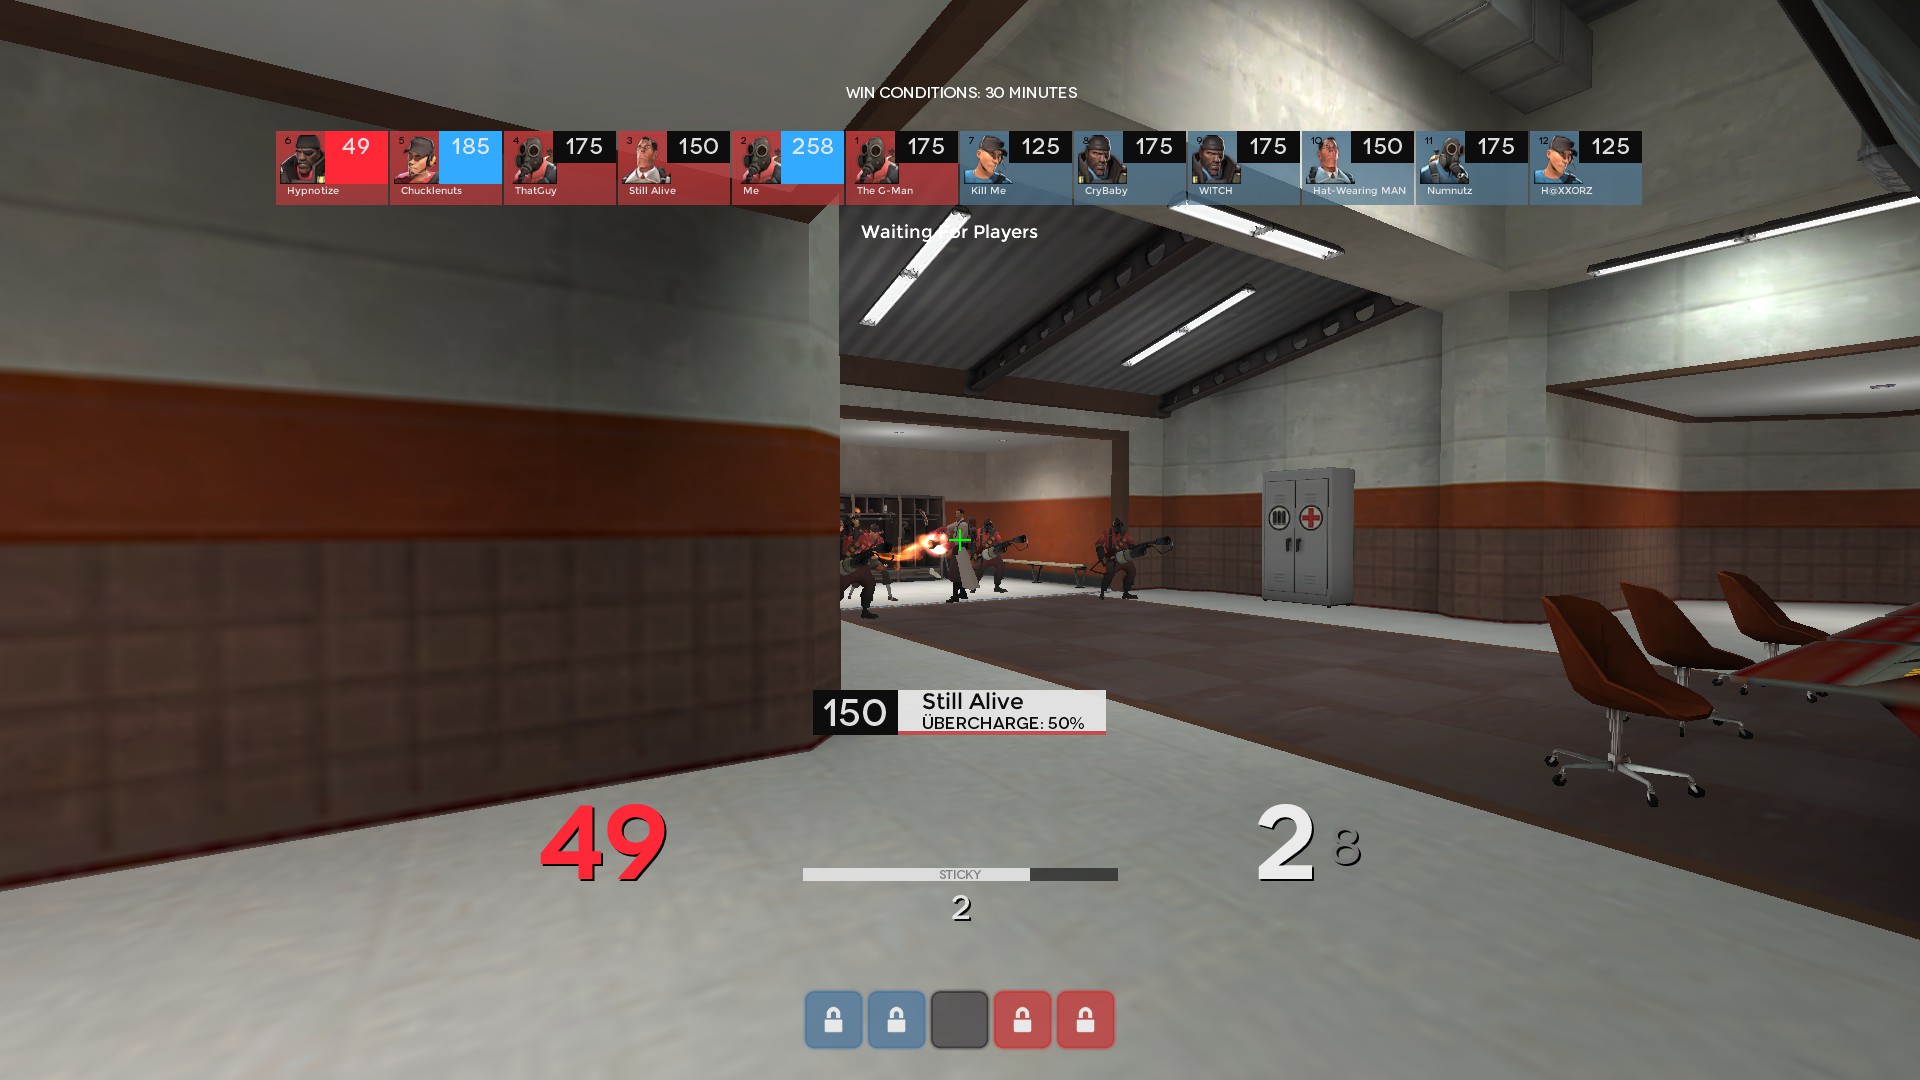 WIN CONDITIONS: 30 MINUTES
6 49 5 185 4 175 3 150 2 258 1 175 7 125 8 175 9 175 10 150 11 175 12 125
Hypnotize Chucklenuts ThatGuy Still Alive Me The G-Man Kill Me CryBaby WITCH Hat-Wearing MAN Numnutz H@XXORZ
Waiting For Players
150 Still Alive
ÜBERCHARGE: 50%
49 2 8
STICKY
2